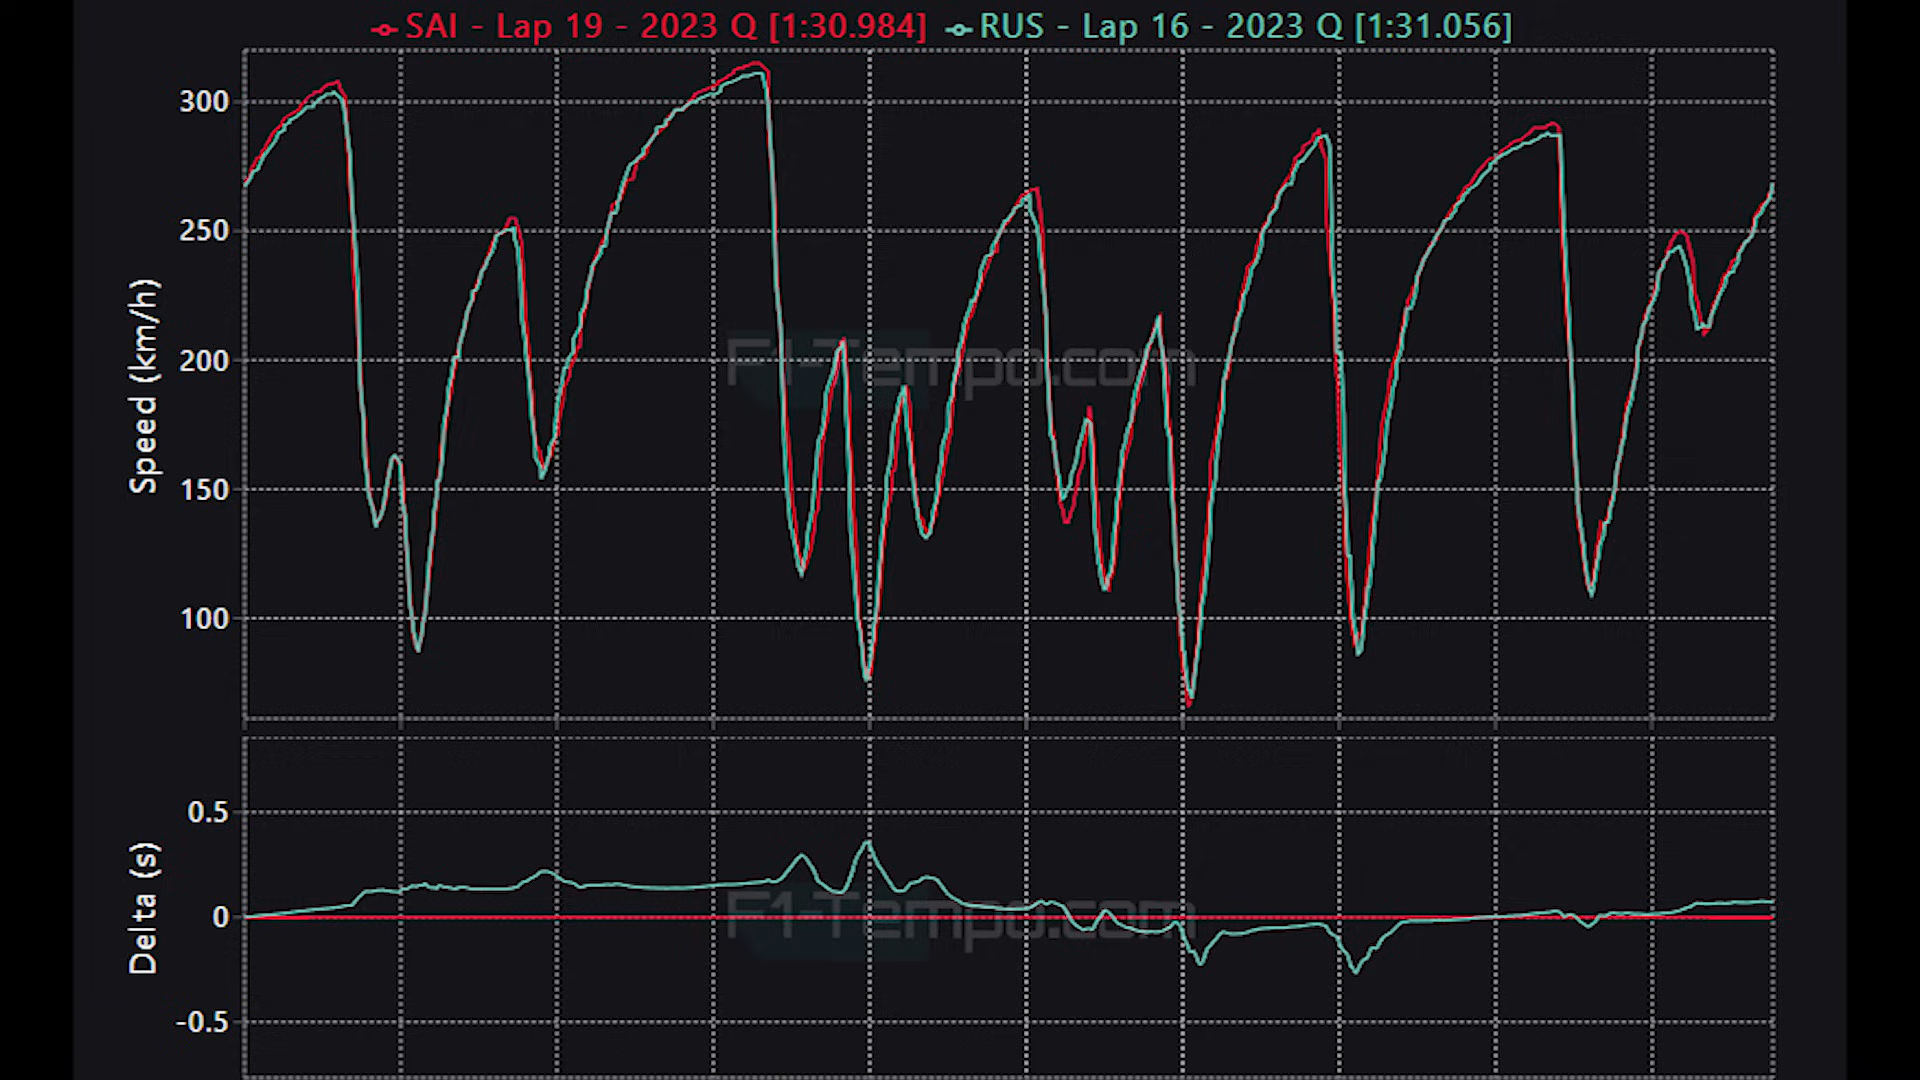 SAI - Lap 19 - 2023 Q [1:30.984] RUS - Lap 16 - 2023 Q [1:31.056]
300
250
200
150
100
Speed (km/h)
F1-Tempo.com
0.5
0
-0.5
Delta (s)
F1-Tempo.com